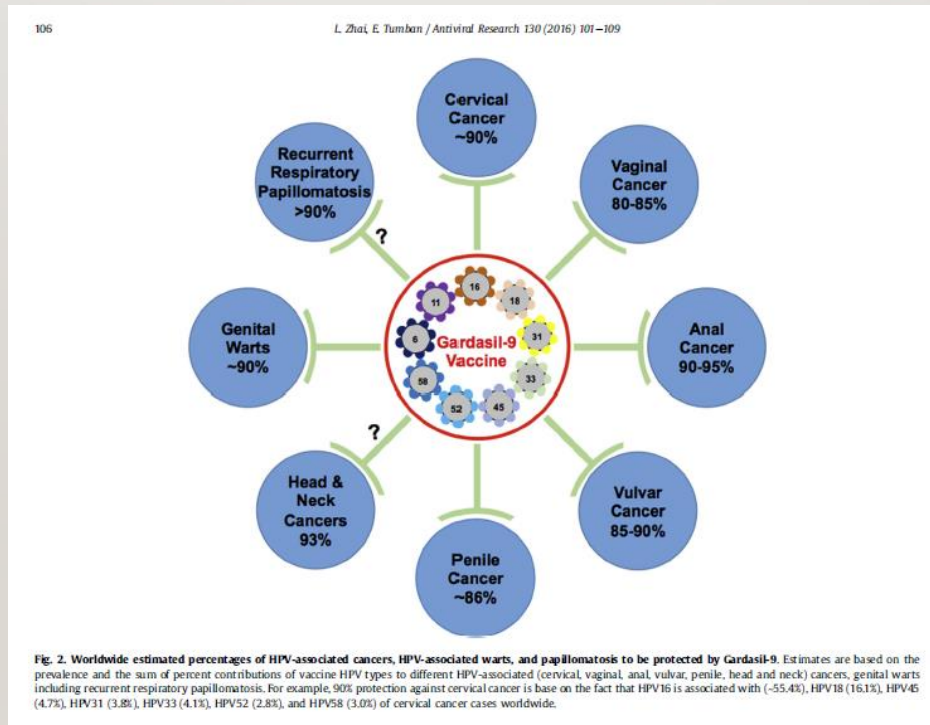 106
L. Zhai, E. Tumban / Antiviral Research 130 (2016) 101–109
Cervical
Cancer
~90%
Recurrent
Respiratory
Papillomatosis
>90%
Vaginal
Cancer
80-85%
?
16
11
18
6
31
Gardasil-9
Vaccine
Genital
Warts
~90%
Anal
Cancer
90-95%
58
33
52
45
?
Head &
Neck
Cancers
93%
Vulvar
Cancer
85-90%
Penile
Cancer
~86%
Fig. 2. Worldwide estimated percentages of HPV-associated cancers, HPV-associated warts, and papillomatosis to be protected by Gardasil-9. Estimates are based on the
prevalence and the sum of percent contributions of vaccine HPV types to different HPV-associated (cervical, vaginal, anal, vulvar, penile, head and neck) cancers, genital warts
including recurrent respiratory papillomatosis. For example, 90% protection against cervical cancer is base on the fact that HPV16 is associated with (~55.4%), HPV18 (16.1%), HPV45
(4.7%), HPV31 (3.8%), HPV33 (4.1%), HPV52 (2.8%), and HPV58 (3.0%) of cervical cancer cases worldwide.